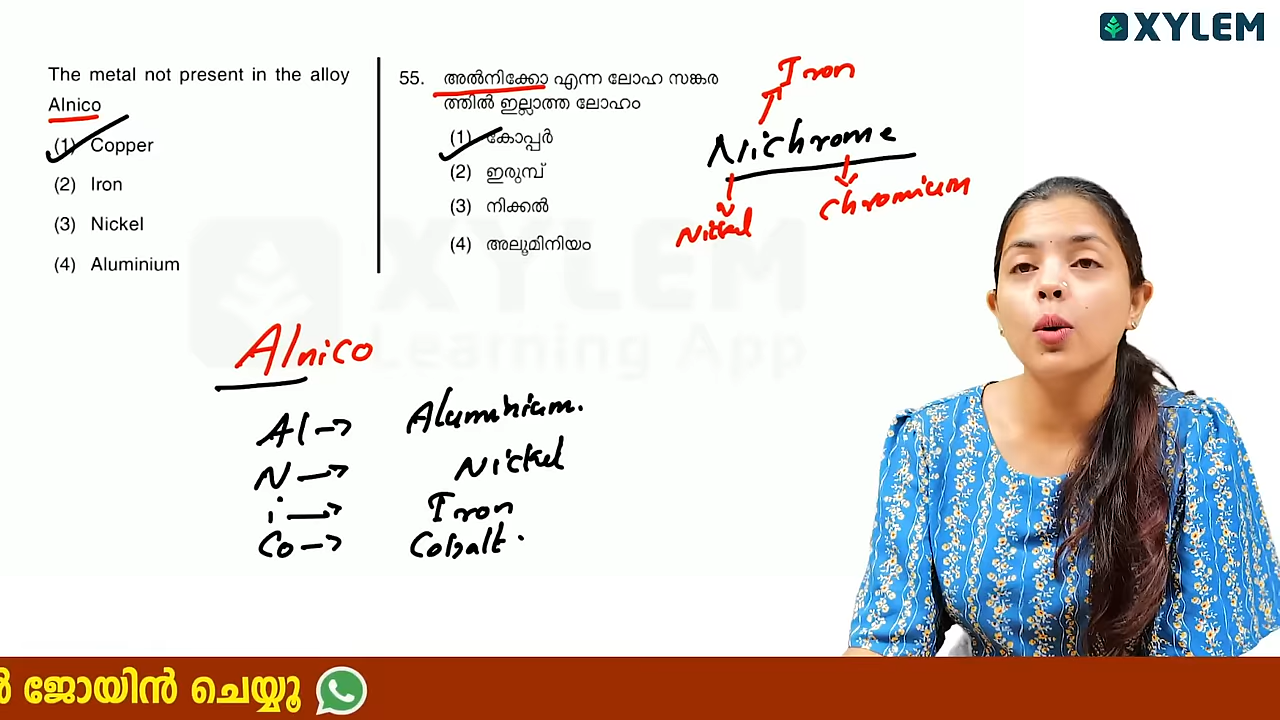 XYLEM
The metal not present in the alloy
Alnico
(1) Copper
(2) Iron
(3) Nickel
(4) Aluminium
55. അൽനിക്കോ എന്ന ലോഹ സങ്കര
ത്തിൽ ഇല്ലാത്ത ലോഹം
(1) കോപ്പർ
(2) ഇരുമ്പ്
(3) നിക്കൽ
(4) അലൂമിനിയം
Iron
Nichrome
Nickel
Chromium
XYLEM
Learning App
Alnico
Al → Aluminium.
N → Nickel
i → Iron
Co → Cobalt.
ൽ ജോയിൻ ചെയ്യൂ